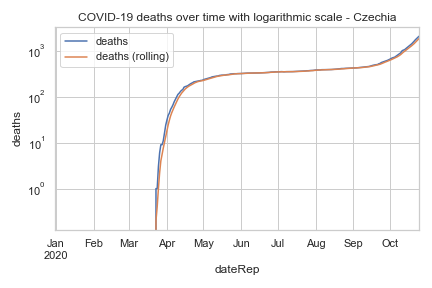 COVID-19 deaths over time with logarithmic scale - Czechia
deaths
deaths (rolling)
deaths
10³
10²
10¹
10⁰
Jan Feb Mar Apr May Jun Jul Aug Sep Oct
2020
dateRep